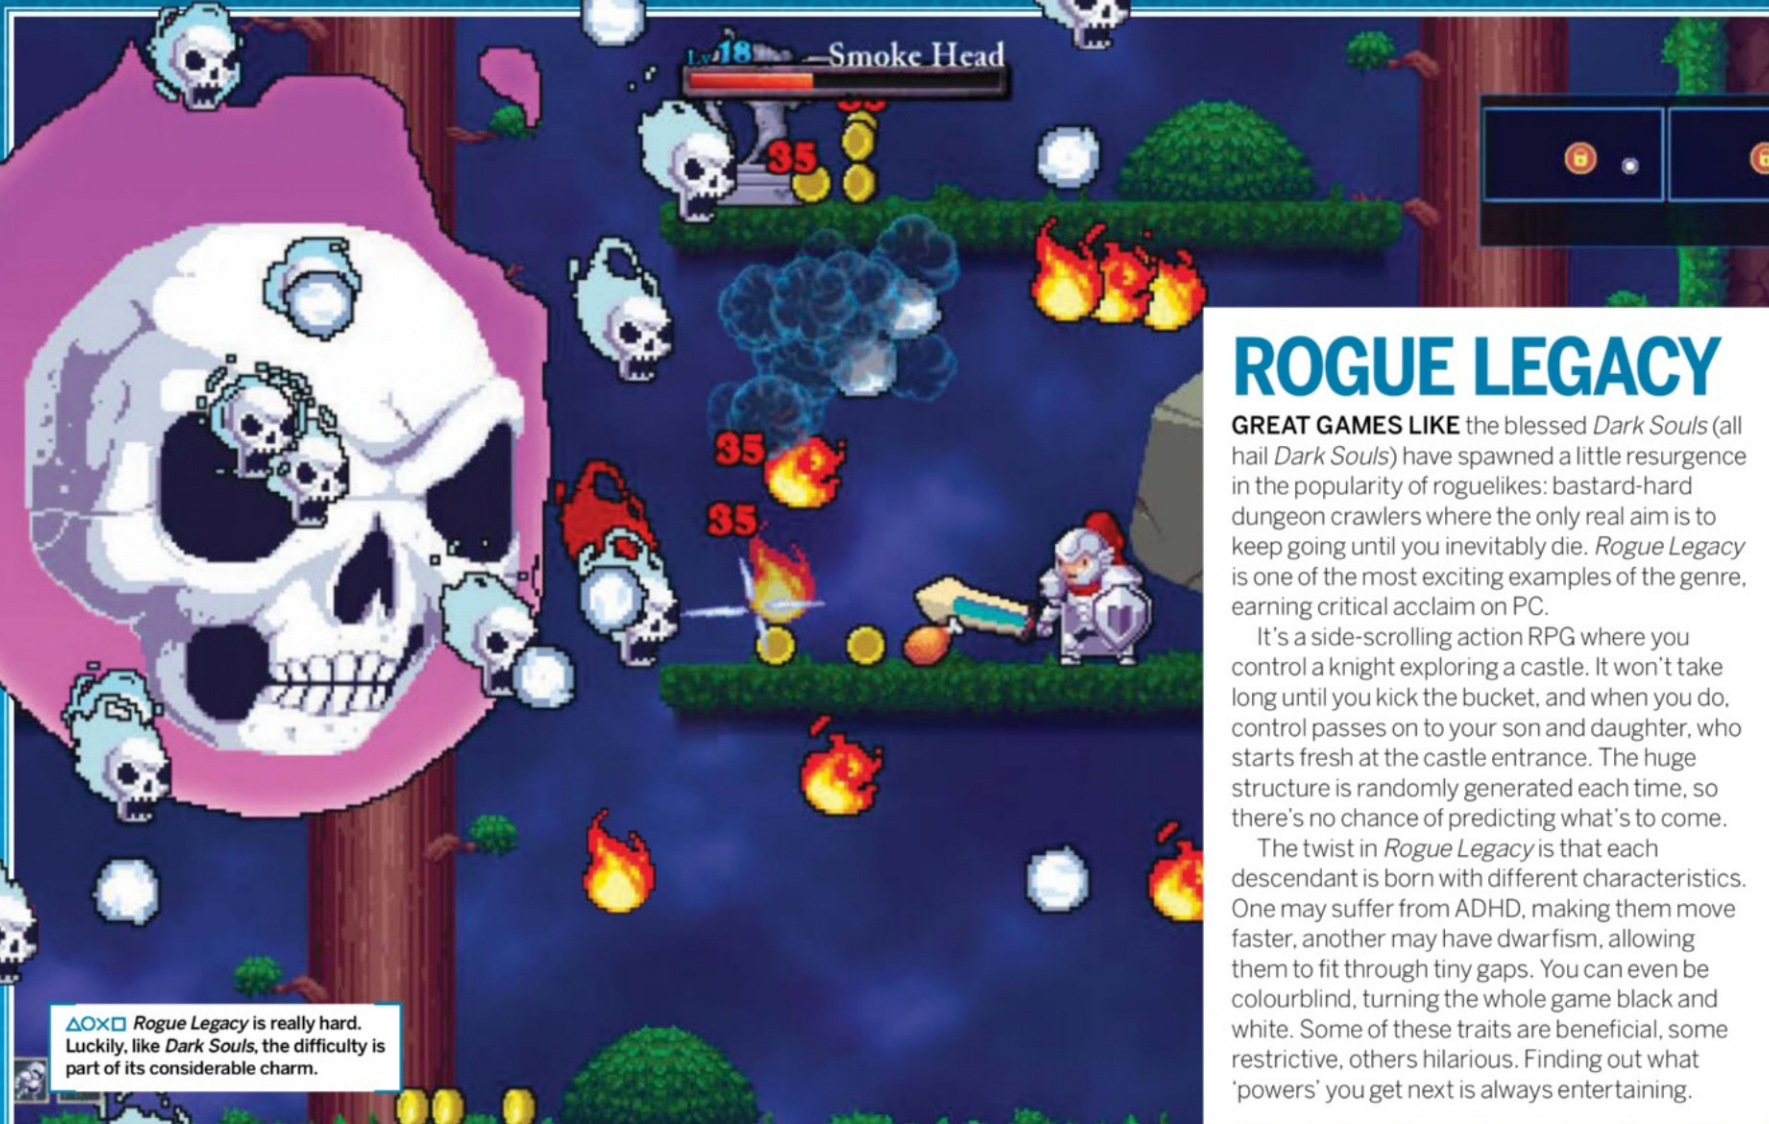 Lv.18 Smoke Head
35
35
35
35
ROGUE LEGACY
GREAT GAMES LIKE the blessed Dark Souls (all
hail Dark Souls) have spawned a little resurgence
in the popularity of roguelikes: bastard-hard
dungeon crawlers where the only real aim is to
keep going until you inevitably die. Rogue Legacy
is one of the most exciting examples of the genre,
earning critical acclaim on PC.
It's a side-scrolling action RPG where you
control a knight exploring a castle. It won't take
long until you kick the bucket, and when you do,
control passes on to your son and daughter, who
starts fresh at the castle entrance. The huge
structure is randomly generated each time, so
there's no chance of predicting what's to come.
The twist in Rogue Legacy is that each
descendant is born with different characteristics.
One may suffer from ADHD, making them move
faster, another may have dwarfism, allowing
them to fit through tiny gaps. You can even be
colourblind, turning the whole game black and
white. Some of these traits are beneficial, some
restrictive, others hilarious. Finding out what
‘powers’ you get next is always entertaining.
△○✕□ Rogue Legacy is really hard.
Luckily, like Dark Souls, the difficulty is
part of its considerable charm.